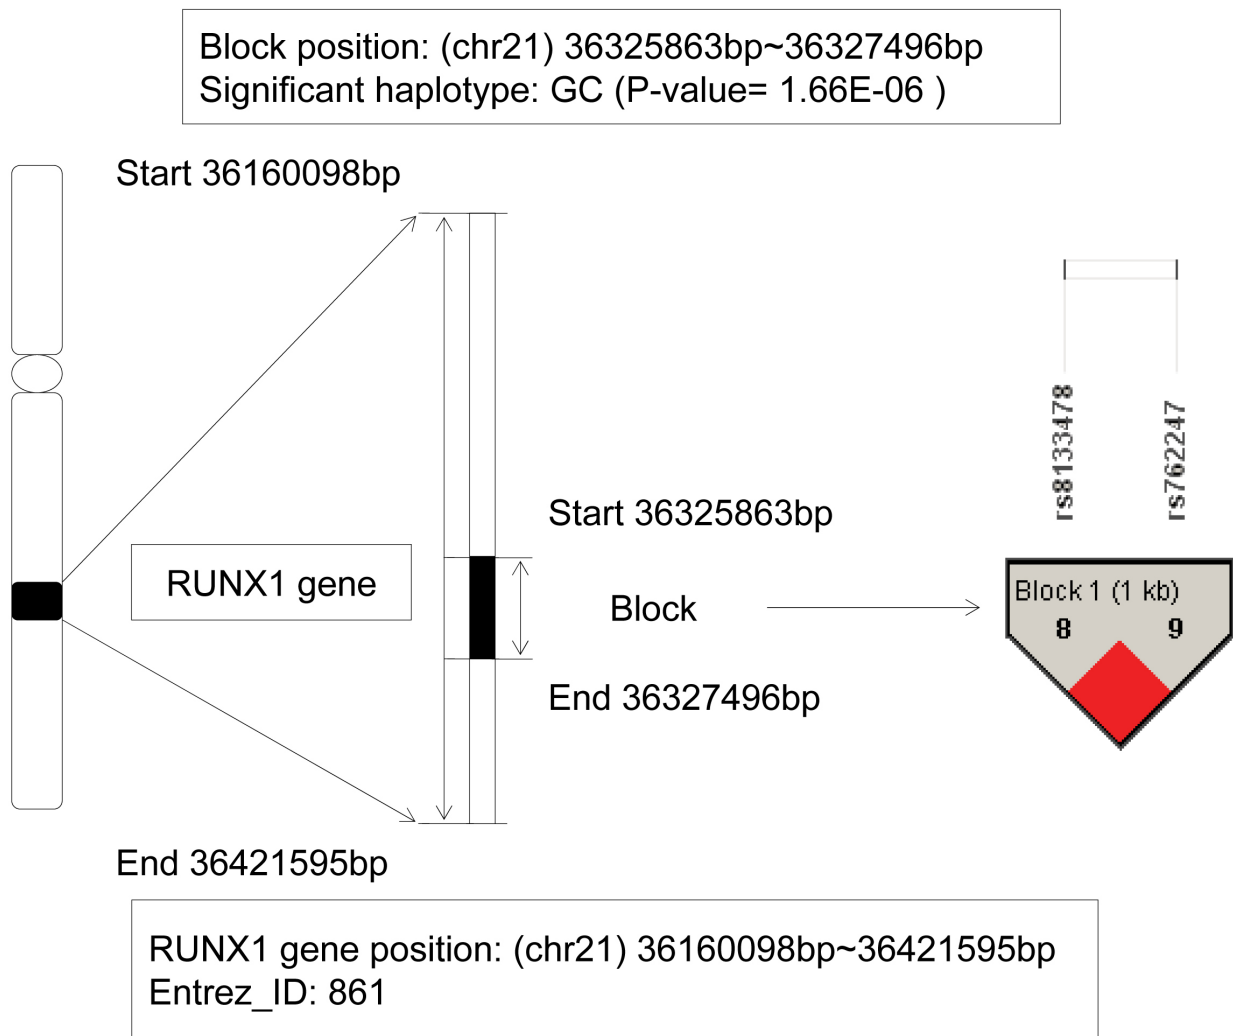 Block position: (chr21) 36325863bp~36327496bp
Significant haplotype: GC (P-value= 1.66E-06 )
Start 36160098bp
rs8133478
rs762247
Start 36325863bp
RUNX1 gene
Block
Block 1 (1 kb)
8 9
End 36327496bp
End 36421595bp
RUNX1 gene position: (chr21) 36160098bp~36421595bp
Entrez_ID: 861